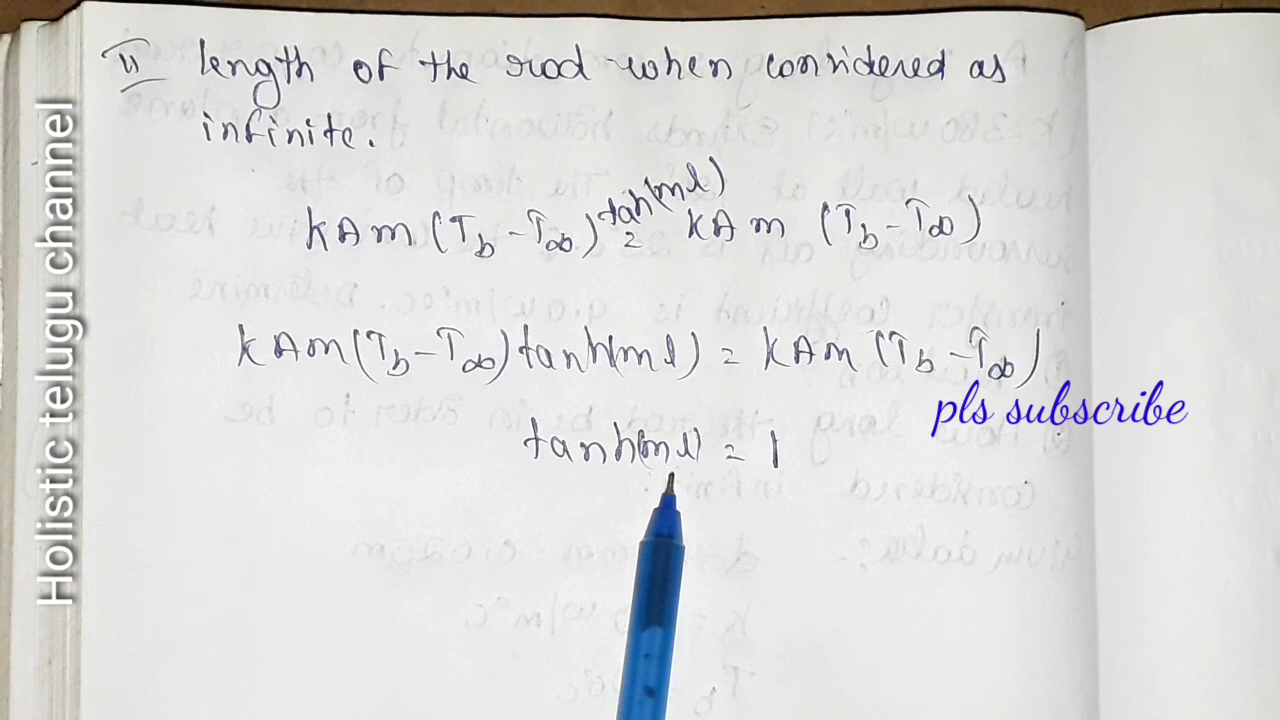 ii length of the rod when considered as
infinite.
tanh(ml)
KAm(Tb-T∞) = KAm (Tb-T∞)
KAm(Tb-T∞)tanh(ml) = KAm (Tb-T∞)
pls subscribe
tanh(ml) = 1
Holistic telugu channel